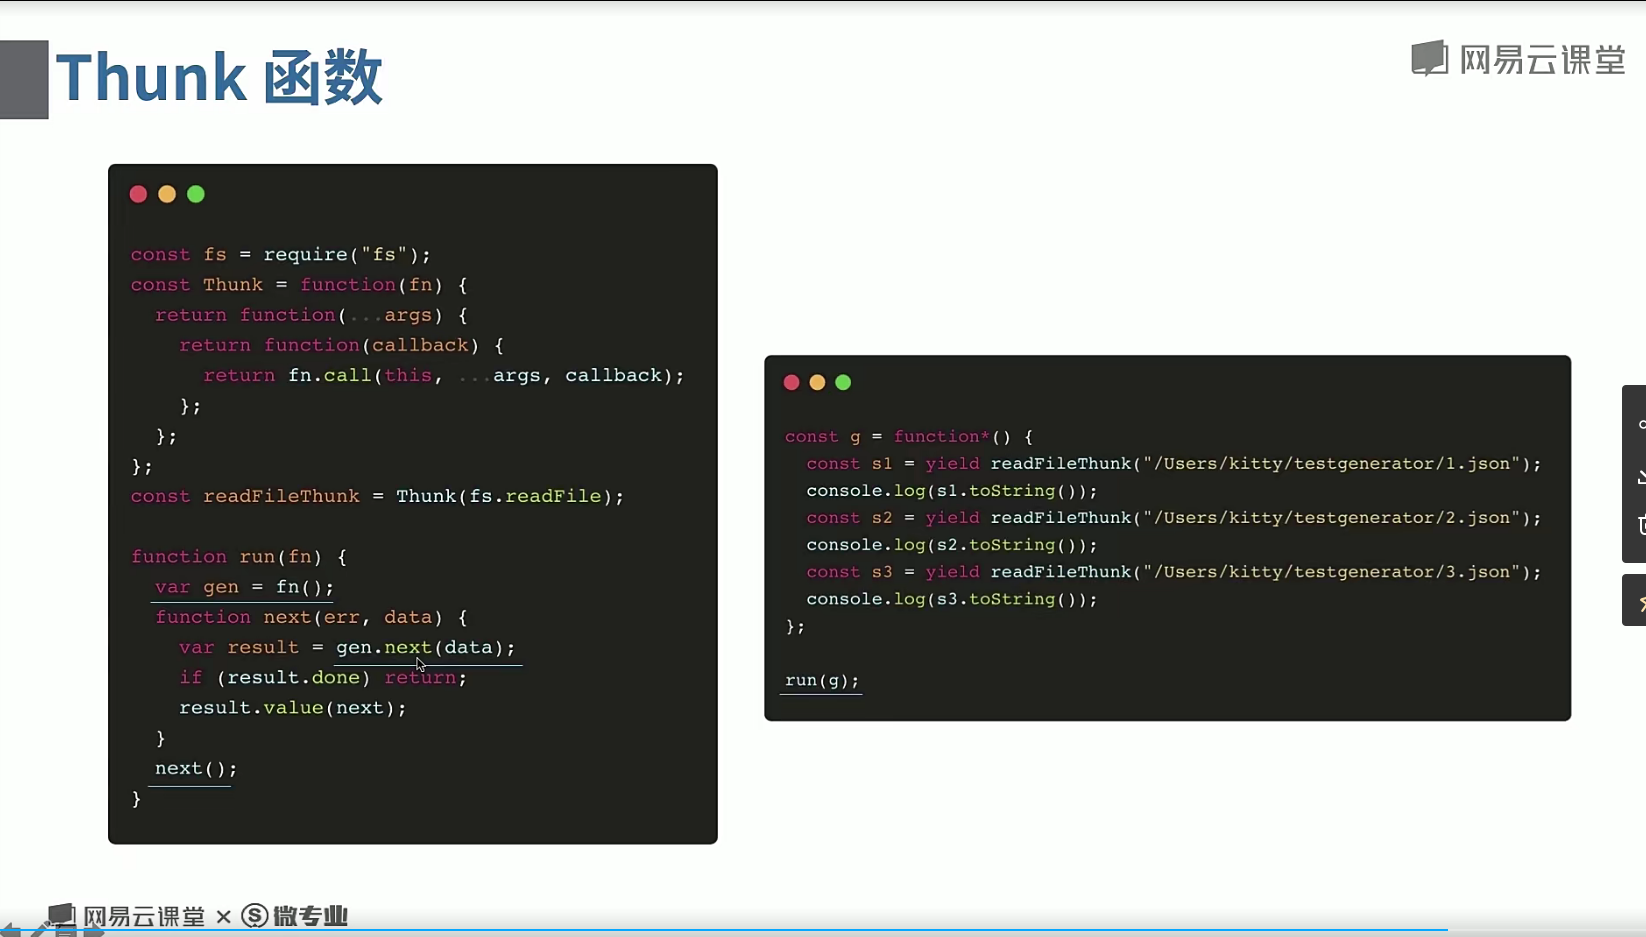 Thunk 函数
网易云课堂
const fs = require("fs");
const Thunk = function(fn) {
return function(...args) {
return function(callback) {
return fn.call(this, ...args, callback);
};
};
};
const readFileThunk = Thunk(fs.readFile);
function run(fn) {
var gen = fn();
function next(err, data) {
var result = gen.next(data);
if (result.done) return;
result.value(next);
}
next();
}
const g = function*() {
const s1 = yield readFileThunk("/Users/kitty/testgenerator/1.json");
console.log(s1.toString());
const s2 = yield readFileThunk("/Users/kitty/testgenerator/2.json");
console.log(s2.toString());
const s3 = yield readFileThunk("/Users/kitty/testgenerator/3.json");
console.log(s3.toString());
};
run(g);
网易云课堂 × 微专业